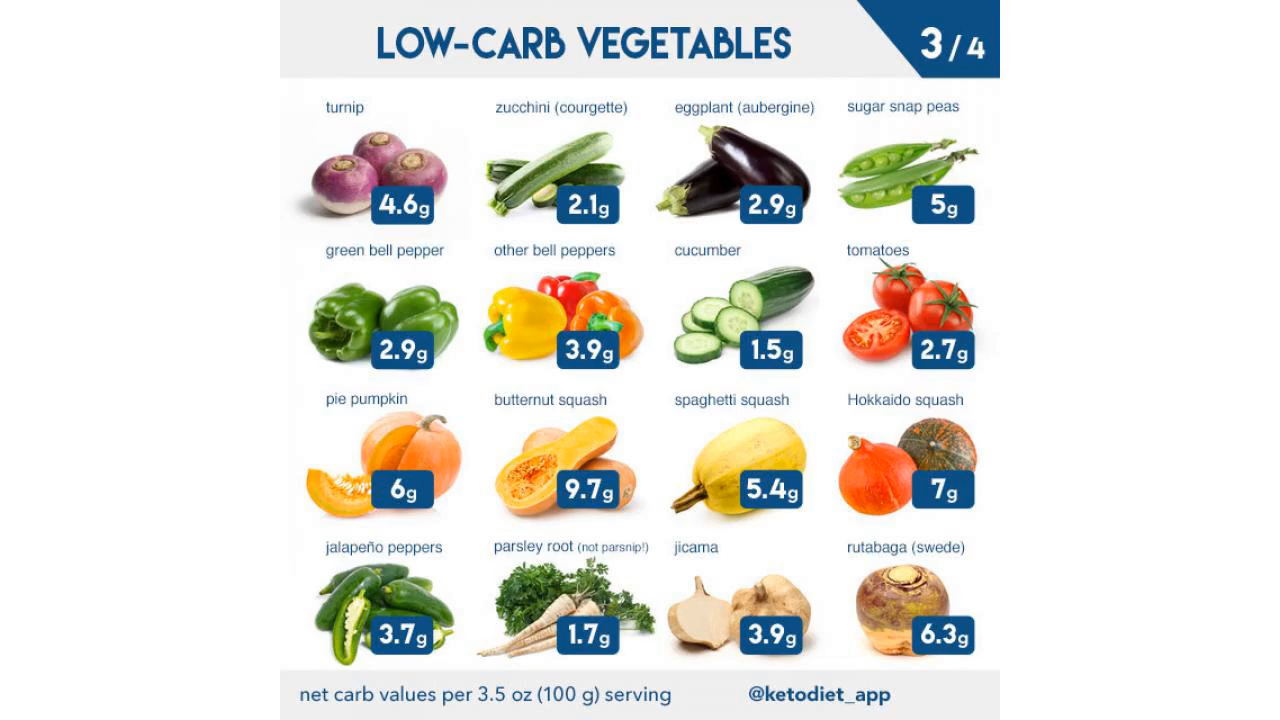 LOW-CARB VEGETABLES
3/4
turnip
4.6g
zucchini (courgette)
2.1g
eggplant (aubergine)
2.9g
sugar snap peas
5g
green bell pepper
2.9g
other bell peppers
3.9g
cucumber
1.5g
tomatoes
2.7g
pie pumpkin
6g
butternut squash
9.7g
spaghetti squash
5.4g
Hokkaido squash
7g
jalapeño peppers
3.7g
parsley root (not parsnip!)
1.7g
jicama
3.9g
rutabaga (swede)
6.3g
net carb values per 3.5 oz (100 g) serving
@ketodiet_app